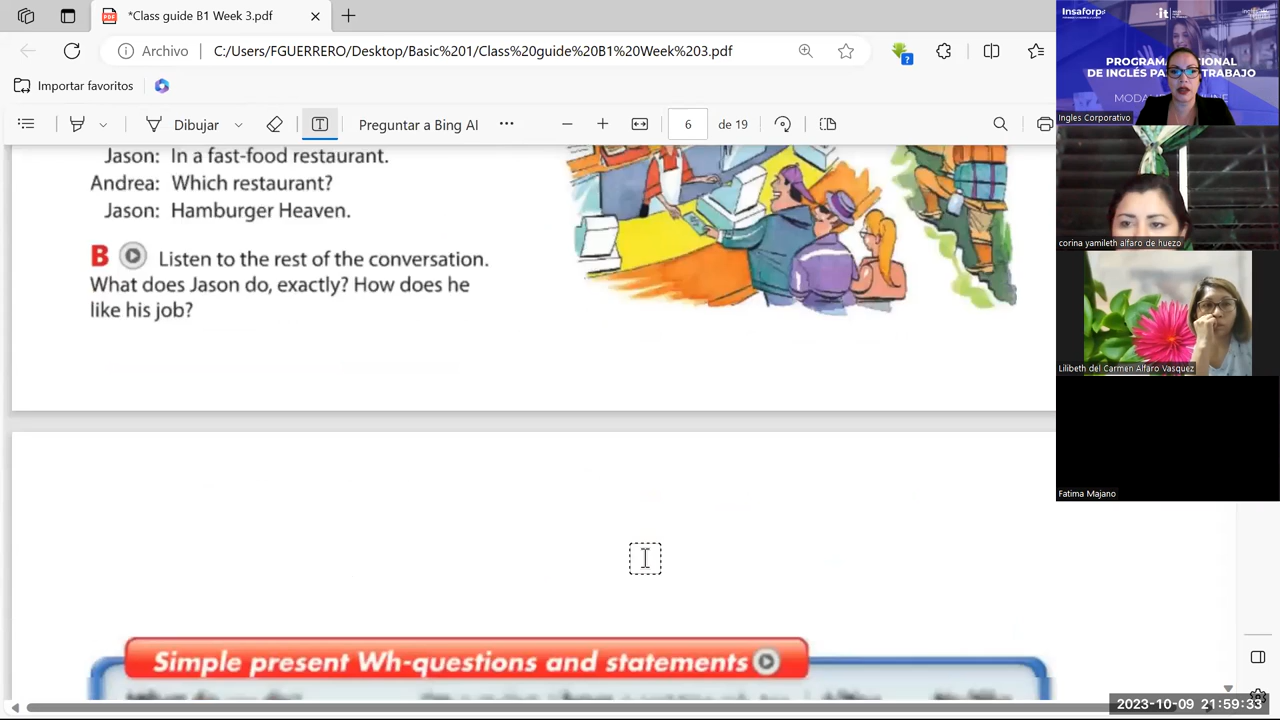 *Class guide B1 Week 3.pdf
Archivo C:/Users/FGUERRERO/Desktop/Basic%201/Class%20guide%20B1%20Week%203.pdf
Importar favoritos
Dibujar
Preguntar a Bing AI
6 de 19
Jason: In a fast-food restaurant.
Andrea: Which restaurant?
Jason: Hamburger Heaven.
B Listen to the rest of the conversation.
What does Jason do, exactly? How does he
like his job?
Simple present Wh-questions and statements
Insaforp
Ingles Corporativo
corina yamileth alfaro de huezo
Lilibeth del Carmen Alfaro Vasquez
Fatima Majano
2023-10-09 21:59:33